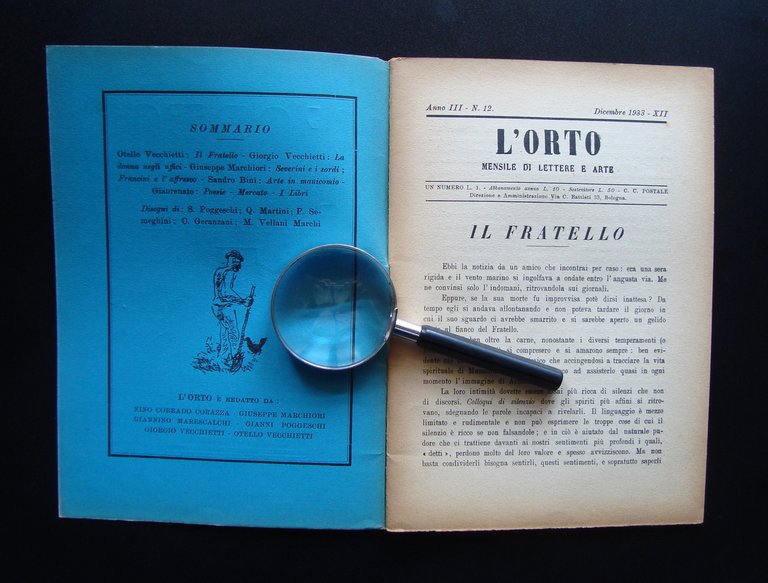 SOMMARIO
Otello Vecchietti: Il Fratello - Giorgio Vecchietti: La
donna negli uffici - Giuseppe Marchiori: Severini e i sordi;
Francini e l'affresco - Sandro Bini: Arte in manicomio -
Giabrenato: Poesie - Mercato - I Libri
Disegni di: S. Poggeschi; Q. Martini; P. Se-
meghini; C. Geranzani; M. Vellani Marchi
L'ORTO È REDATTO DA:
NINO CORRADO CORAZZA GIUSEPPE MARCHIORI
GIANNINO MARESCALCHI - GIANNI POGGESCHI
GIORGIO VECCHIETTI - OTELLO VECCHIETTI
Anno III - N. 12. Dicembre 1933 - XII
L'ORTO
MENSILE DI LETTERE E ARTE
UN NUMERO L. 1. - Abbonamento annuo L. 10 - Sostenitore L. 50 - C. C. POSTALE
Direzione e Amministrazione Via C. Battisti 33, Bologna.
IL FRATELLO
Ebbi la notizia da un amico che incontrai per caso: era una sera
rigida e il vento marino si ingolfava a ondate entro l'angusta via. Me
ne convinsi solo l'indomani, ritrovandola sui giornali.
Eppure, se la sua morte fu improvvisa potè dirsi inattesa? Da
tempo egli si andava allontanando e non poteva tardare il giorno in
cui il suo sguardo ci avrebbe smarrito e si sarebbe aperto un gelido
al fianco del Fratello.
ben oltre la carne, nonostante i diversi temperamenti (o
si compresero e si amarono sempre: ben evi-
dente che accingendosi a tracciare la vita
spirituale di ad assisterlo quasi in ogni
momento l'immagine di
La loro intimità dovette più ricca di silenzi che non
di discorsi. Colloqui di silenzio dove gli spiriti più affini si ritro-
vano, sdegnando le parole incapaci a rivelarli. Il linguaggio è mezzo
limitato e rudimentale e non può esprimere le troppe cose di cui il
silenzio è ricco se non falsandole; e in ciò è aiutato dal naturale pu-
dore che ci trattiene davanti ai nostri sentimenti più profondi i quali,
« detti », perdono molto del loro valore e spesso avvizziscono. Ma non
basta condividerli bisogna sentirli, questi sentimenti, e sopratutto saperli